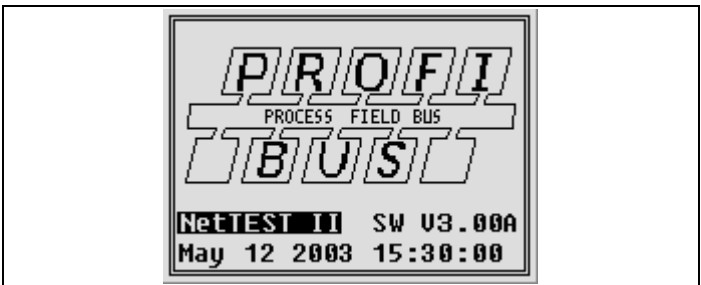 PROFI
PROCESS FIELD BUS
BUS
NetTEST II SW V3.00A
May 12 2003 15:30:00